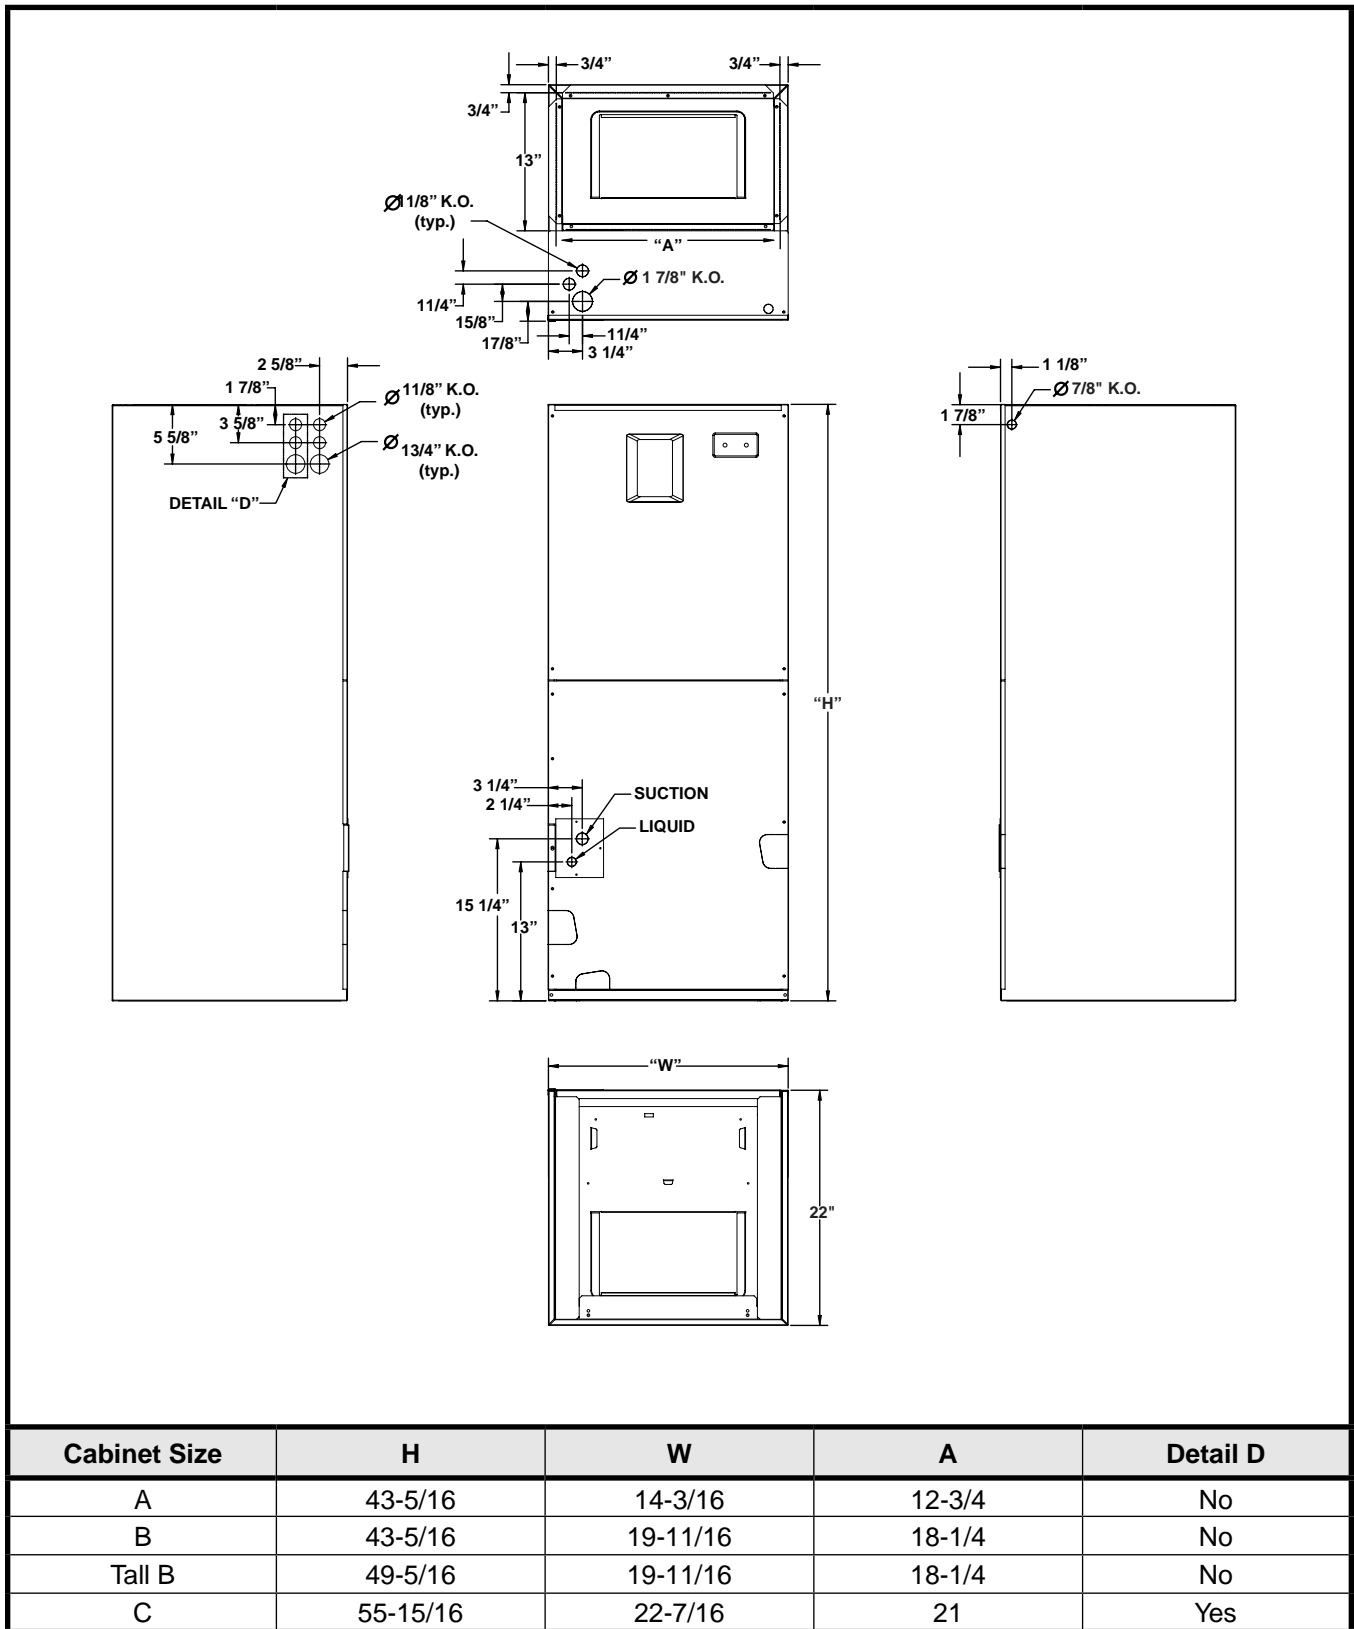 3/4”
3/4”
3/4”
13”
Ø11/8” K.O.
(typ.)
“A”
Ø 1 7/8" K.O.
11/4”
15/8”
17/8”
11/4”
3 1/4”
2 5/8”
1 7/8”
3 5/8”
5 5/8”
Ø 11/8” K.O.
(typ.)
Ø 13/4” K.O.
(typ.)
DETAIL “D”
1 1/8”
Ø 7/8" K.O.
1 7/8”
“H”
3 1/4”
2 1/4”
SUCTION
LIQUID
15 1/4”
13”
“W”
22"
Cabinet Size H W A Detail D
A 43-5/16 14-3/16 12-3/4 No
B 43-5/16 19-11/16 18-1/4 No
Tall B 49-5/16 19-11/16 18-1/4 No
C 55-15/16 22-7/16 21 Yes